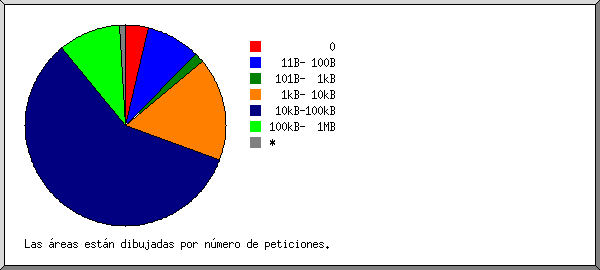 0
11B- 100B
101B- 1kB
1kB- 10kB
10kB-100kB
100kB- 1MB
*
Las áreas están dibujadas por número de peticiones.